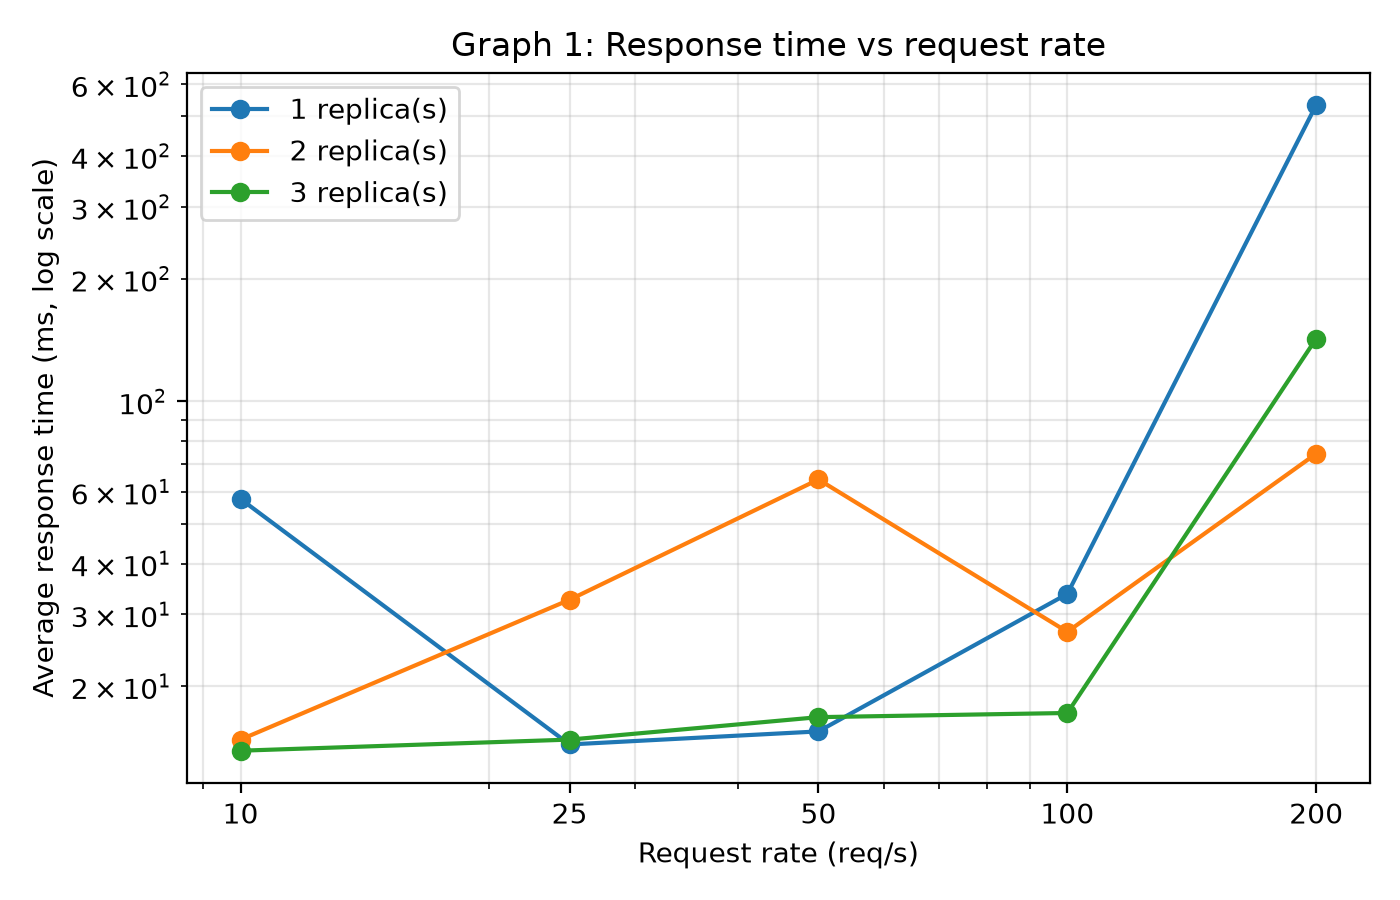 Graph 1: Response time vs request rate
1 replica(s)
2 replica(s)
3 replica(s)
Average response time (ms, log scale)
6 × 10²
4 × 10²
3 × 10²
2 × 10²
10²
6 × 10¹
4 × 10¹
3 × 10¹
2 × 10¹
10 25 50 100 200
Request rate (req/s)